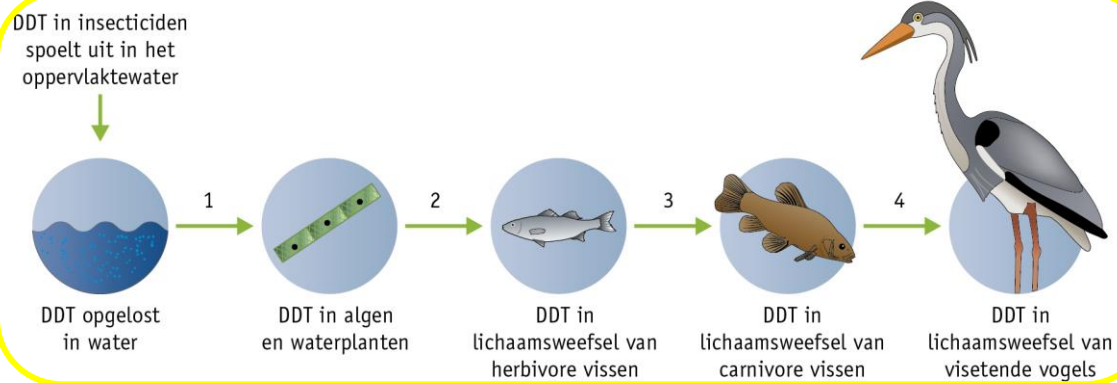 DDT in insecticiden
spoelt uit in het
oppervlaktewater
1
2
3
4
DDT opgelost
in water
DDT in algen
en waterplanten
DDT in
lichaamsweefsel van
herbivore vissen
DDT in
lichaamsweefsel van
carnivore vissen
DDT in
lichaamsweefsel van
visetende vogels